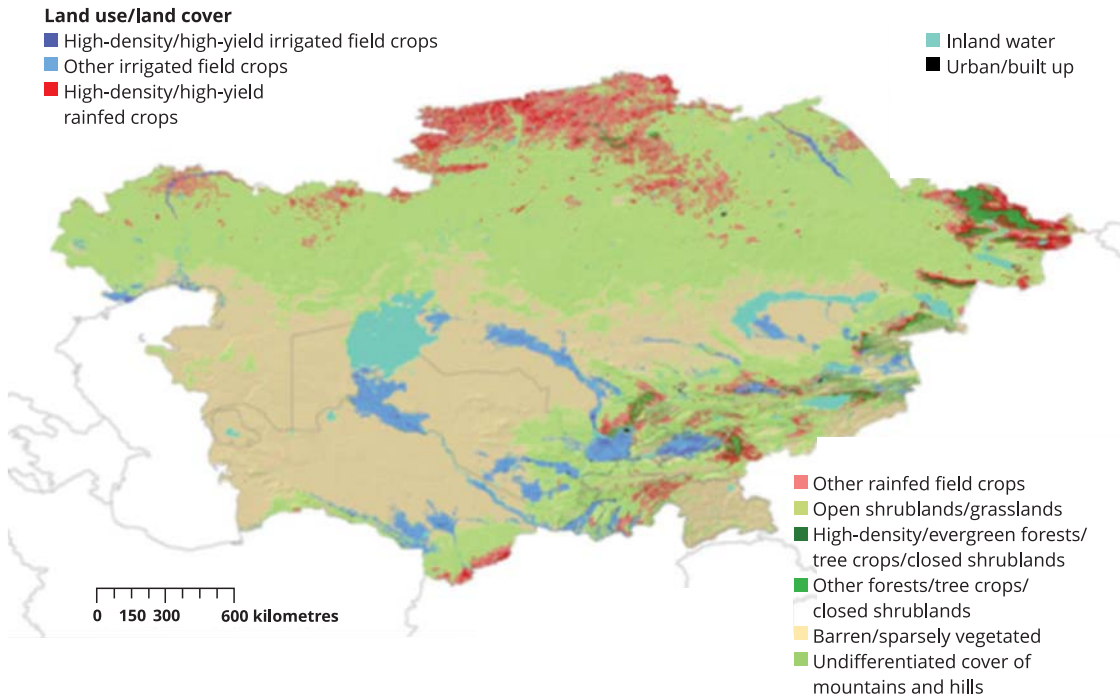 Land use/land cover
High-density/high-yield irrigated field crops
Other irrigated field crops
High-density/high-yield
rainfed crops
Inland water
Urban/built up
Other rainfed field crops
Open shrublands/grasslands
High-density/evergreen forests/
tree crops/closed shrublands
Other forests/tree crops/
closed shrublands
Barren/sparsely vegetated
Undifferentiated cover of
mountains and hills
0 150 300 600 kilometres